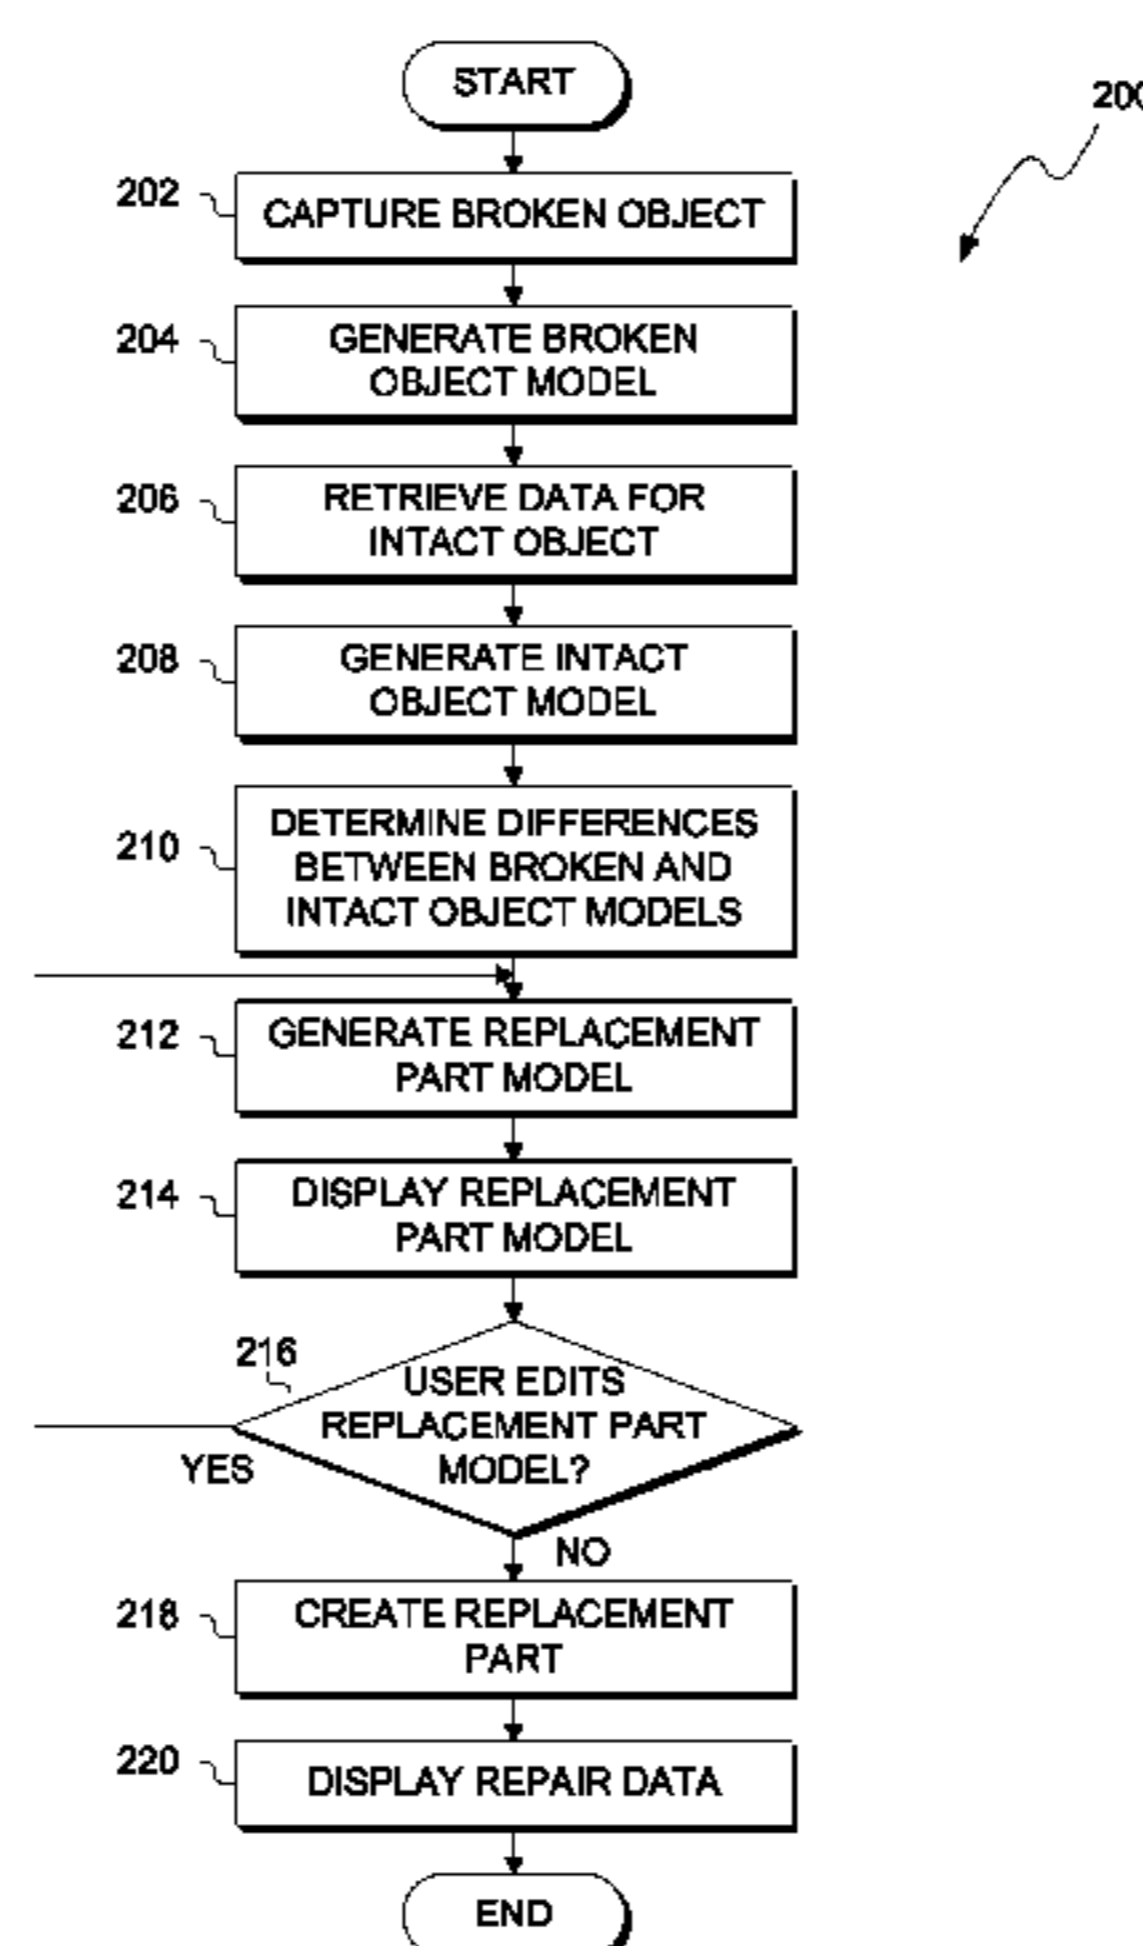 START
200
202
CAPTURE BROKEN OBJECT
204
GENERATE BROKEN
OBJECT MODEL
206
RETRIEVE DATA FOR
INTACT OBJECT
208
GENERATE INTACT
OBJECT MODEL
210
DETERMINE DIFFERENCES
BETWEEN BROKEN AND
INTACT OBJECT MODELS
212
GENERATE REPLACEMENT
PART MODEL
214
DISPLAY REPLACEMENT
PART MODEL
216
USER EDITS
REPLACEMENT PART
MODEL?
YES
NO
218
CREATE REPLACEMENT
PART
220
DISPLAY REPAIR DATA
END